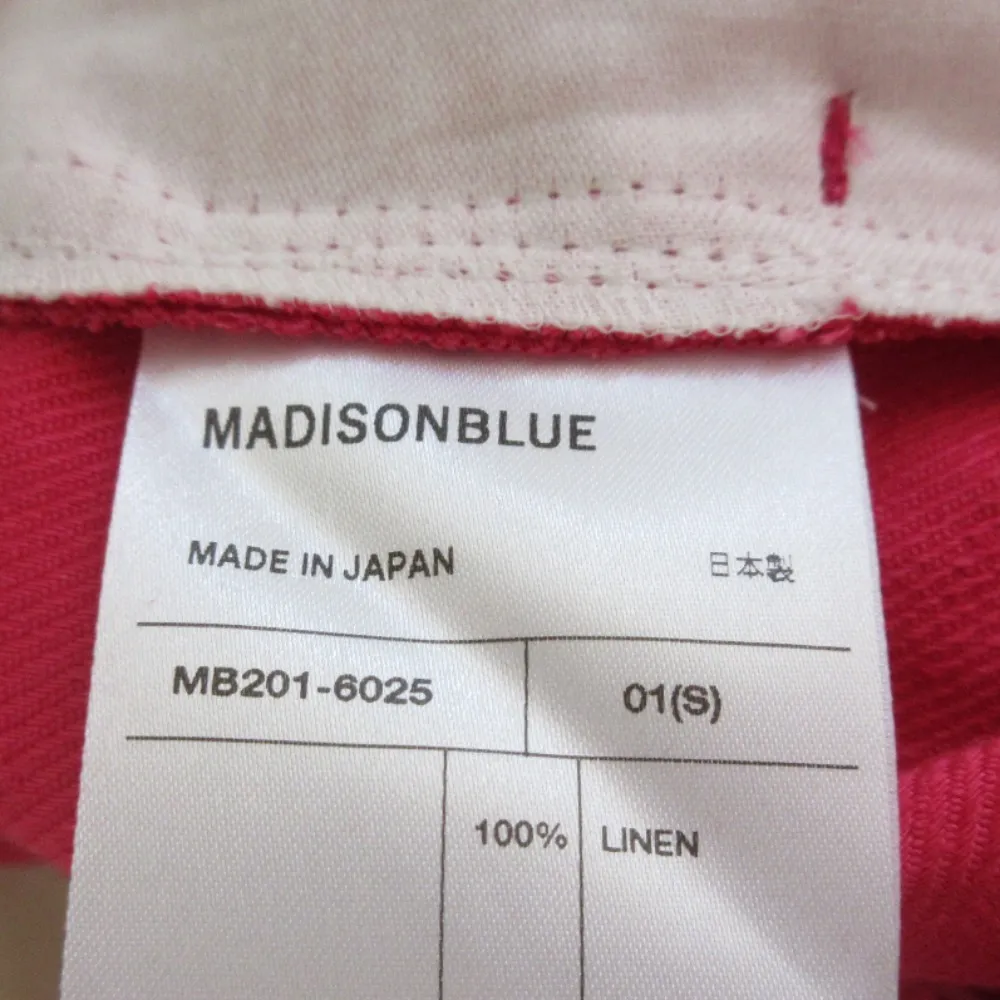 MADISONBLUE
MADE IN JAPAN 日本製
MB201-6025 01(S)
100% LINEN